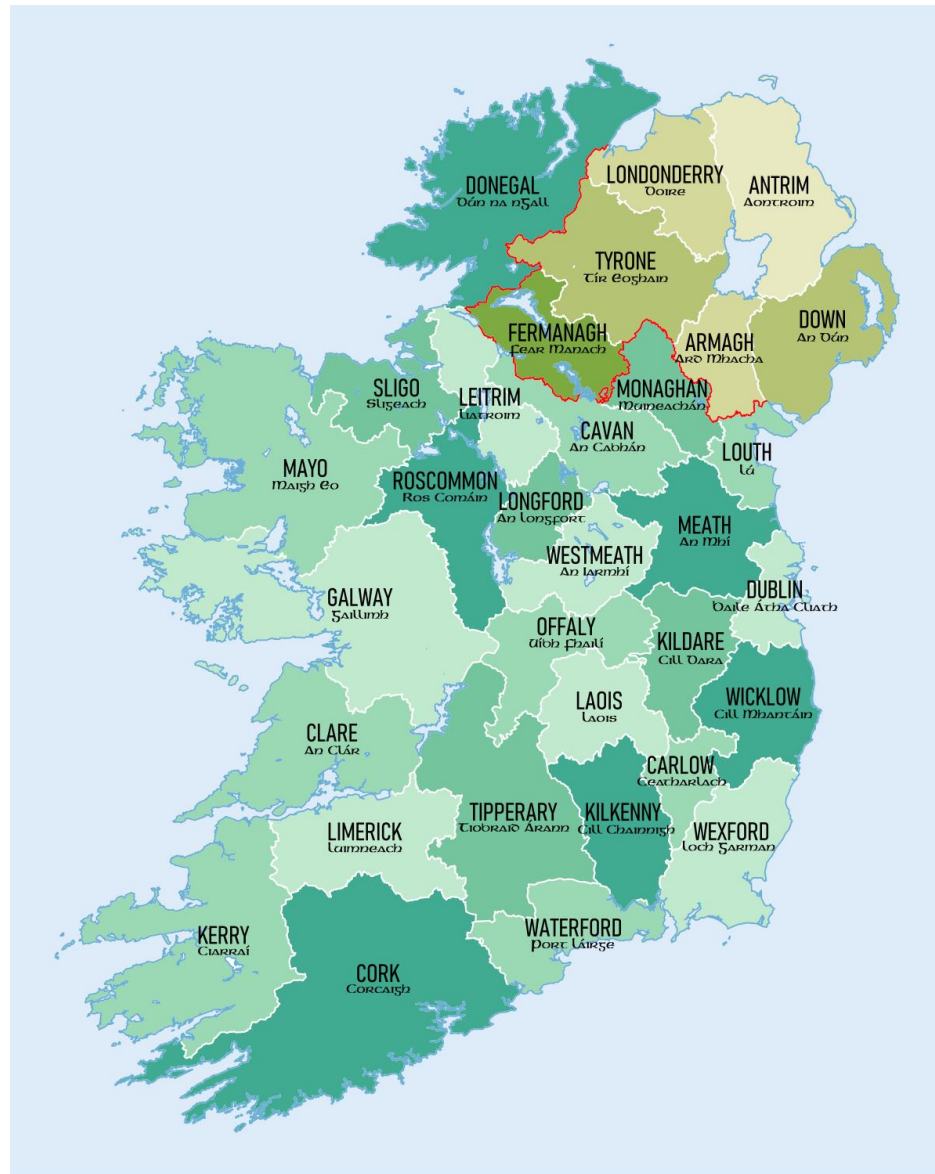 DONEGAL
Dún na nGall
LONDONDERRY
Doire
ANTRIM
Aontroim
TYRONE
Tír Eoghain
FERMANAGH
Fear Manach
ARMAGH
Ard Mhacha
DOWN
An Dún
SLIGO
Sligeach
LEITRIM
Liatroim
MONAGHAN
Muineachán
CAVAN
An Cabhán
LOUTH
Lú
MAYO
Maigh Eo
ROSCOMMON
Ros Comáin
LONGFORD
An Longfort
MEATH
An Mhí
WESTMEATH
An Iarmhí
DUBLIN
Baile Átha Cliath
GALWAY
Gaillimh
OFFALY
Uíbh Fhailí
KILDARE
Cill Dara
LAOIS
Laois
WICKLOW
Cill Mhantáin
CLARE
An Clár
CARLOW
Ceatharlach
TIPPERARY
Tiobraid Árann
KILKENNY
Cill Chainnigh
LIMERICK
Luimneach
WEXFORD
Loch Garman
WATERFORD
Port Láirge
KERRY
Ciarraí
CORK
Corcaigh